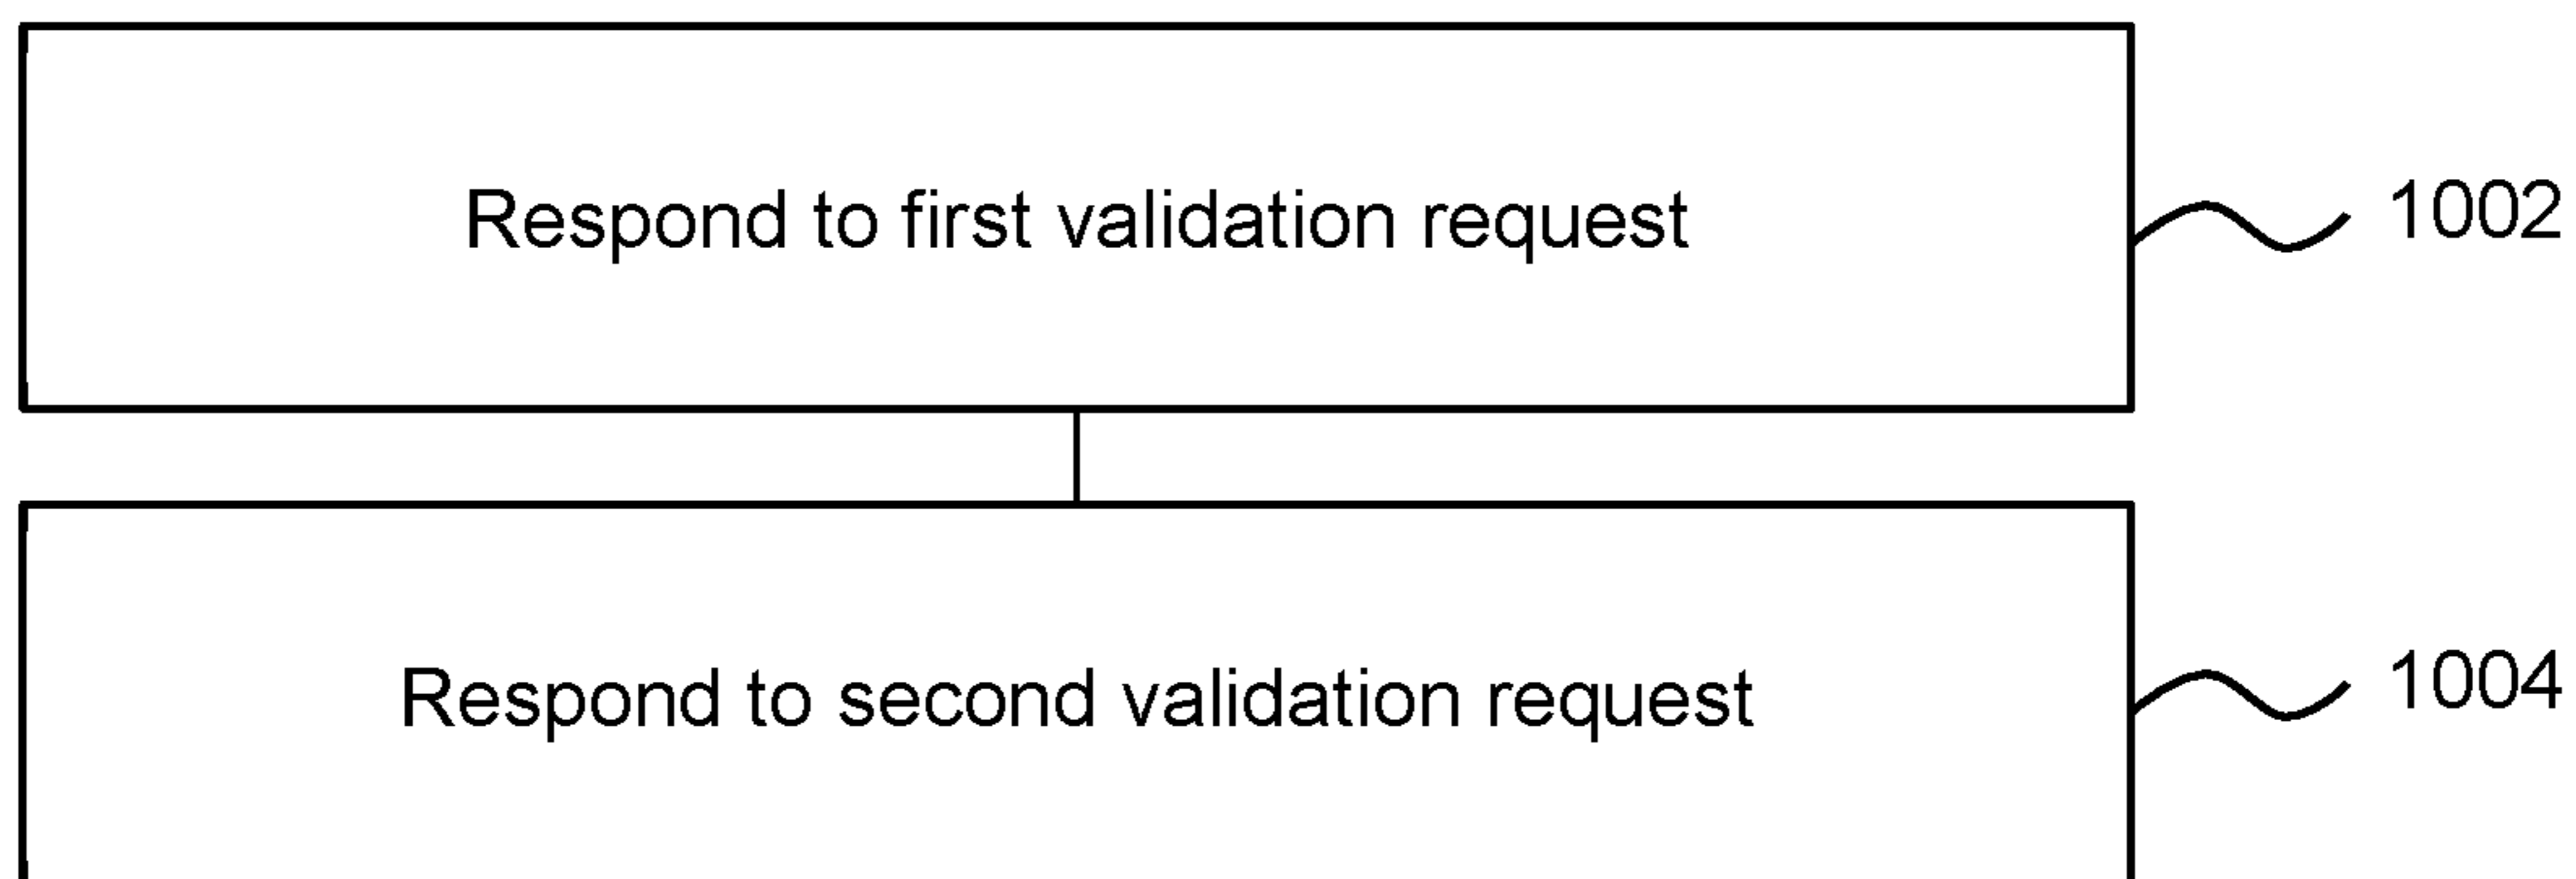 Respond to first validation request
1002
Respond to second validation request
1004